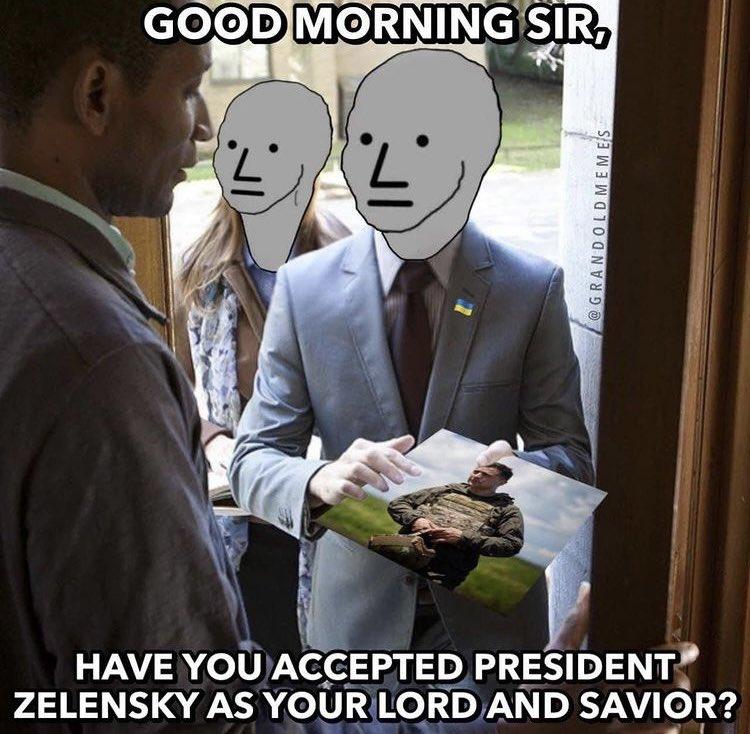 GOOD MORNING SIR,
@GRANDOLDMEMES
HAVE YOU ACCEPTED PRESIDENT
ZELENSKY AS YOUR LORD AND SAVIOR?